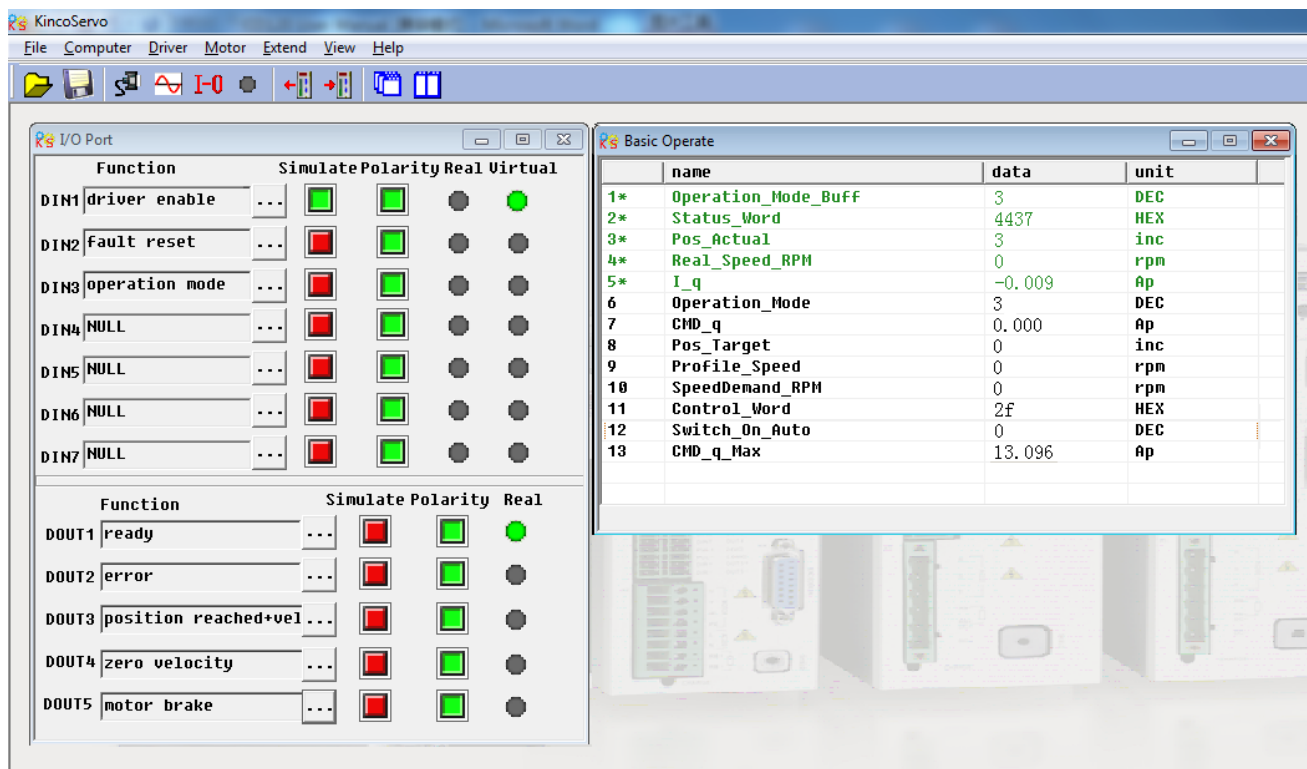 KincoServo
File Computer Driver Motor Extend View Help
I-O
I/O Port
Function Simulate Polarity Real Virtual
DIN1 driver enable ...
DIN2 fault reset ...
DIN3 operation mode ...
DIN4 NULL ...
DIN5 NULL ...
DIN6 NULL ...
DIN7 NULL ...
Function Simulate Polarity Real
DOUT1 ready ...
DOUT2 error ...
DOUT3 position reached+vel ...
DOUT4 zero velocity ...
DOUT5 motor brake ...
Basic Operate
name data unit
1* Operation_Mode_Buff 3 DEC
2* Status_Word 4437 HEX
3* Pos_Actual 3 inc
4* Real_Speed_RPM 0 rpm
5* I_q -0.009 Ap
6 Operation_Mode 3 DEC
7 CMD_q 0.000 Ap
8 Pos_Target 0 inc
9 Profile_Speed 0 rpm
10 SpeedDemand_RPM 0 rpm
11 Control_Word 2f HEX
12 Switch_On_Auto 0 DEC
13 CMD_q_Max 13.096 Ap